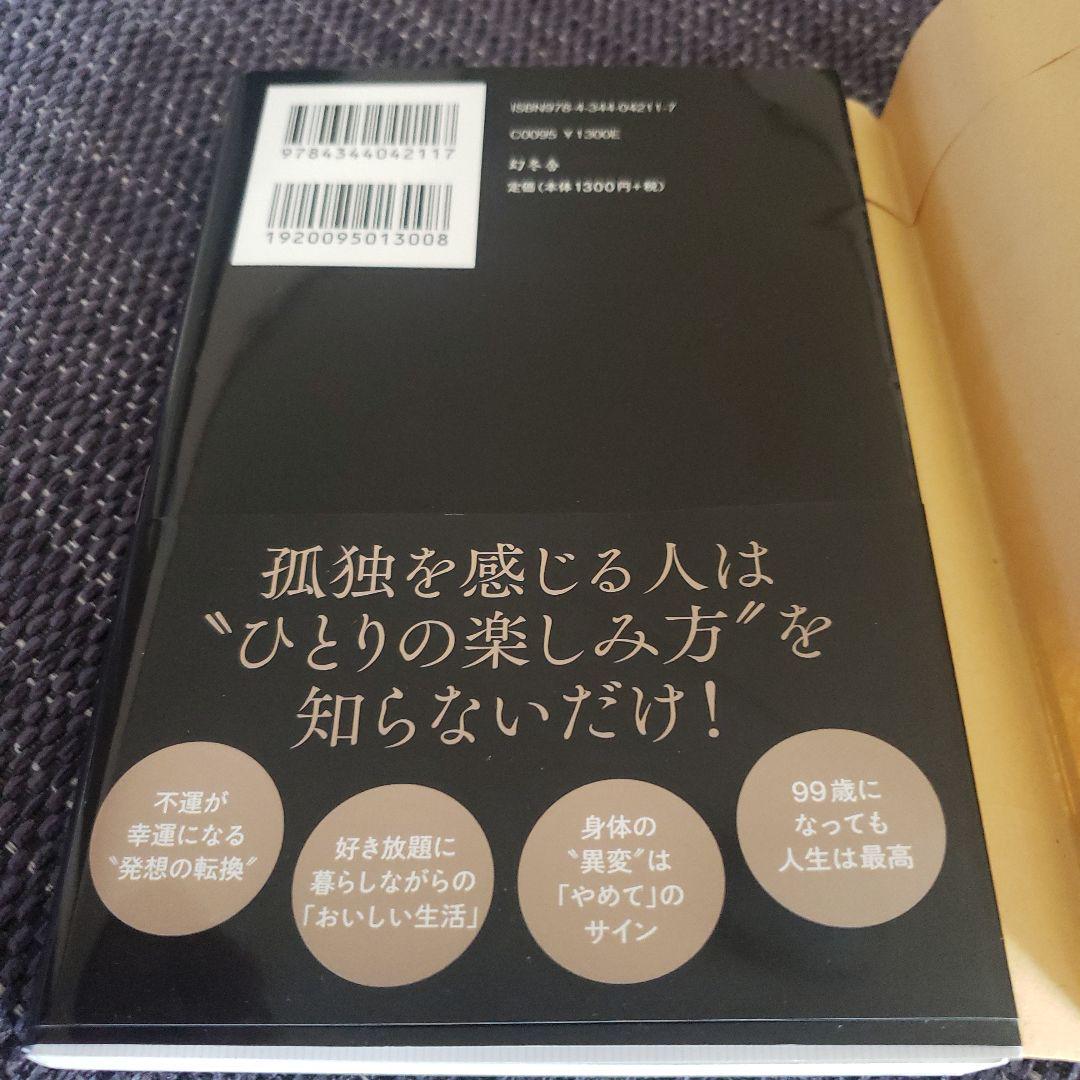 9784344042117
1920095013008
ISBN978-4-344-04211-7
C0095 ¥1300E
幻冬舎
定価(本体1300円+税)
孤独を感じる人は
〝ひとりの楽しみ方〟を
知らないだけ!
不運が
幸運になる
〝発想の転換〟
好き放題に
暮らしながらの
「おいしい生活」
身体の
〝異変〟は
「やめて」の
サイン
99歳に
なっても
人生は最高